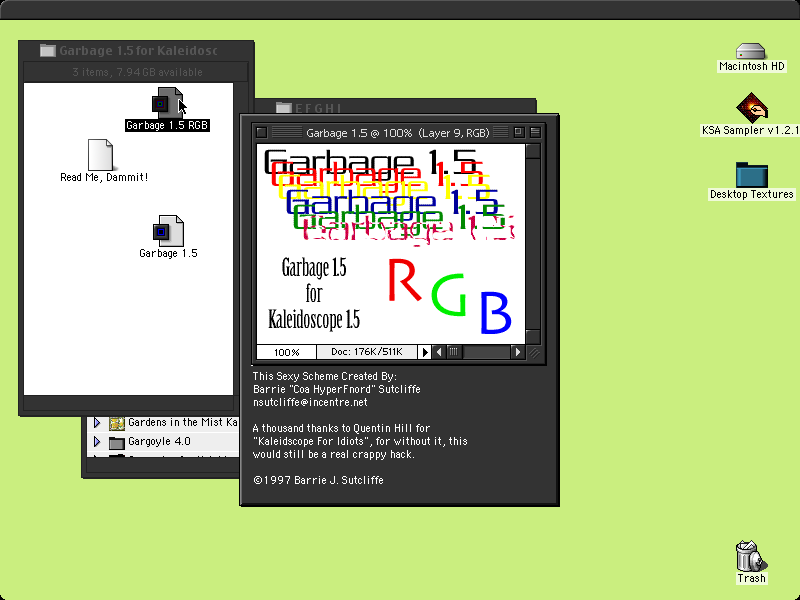 Garbage 1.5 for Kaleidosc
3 items, 7.94 GB available
Garbage 1.5 RGB
Read Me, Dammit!
Garbage 1.5
E F G H I
Gardens in the Mist Ka
Gargoyle 4.0
Garbage 1.5 @ 100% (Layer 9, RGB)
Garbage 1.5
Garbage 1.5
Garbage 1.5
Garbage 1.5
Garbage 1.5
Garbage 1.5
for
Kaleidoscope 1.5
R G B
100%
Doc: 176K/511K
This Sexy Scheme Created By:
Barrie "Coa HyperFnord" Sutcliffe
nsutcliffe@incentre.net
A thousand thanks to Quentin Hill for
"Kaleidscope For Idiots", for without it, this
would still be a real crappy hack.
©1997 Barrie J. Sutcliffe
Macintosh HD
KSA Sampler v1.2.1
Desktop Textures
Trash